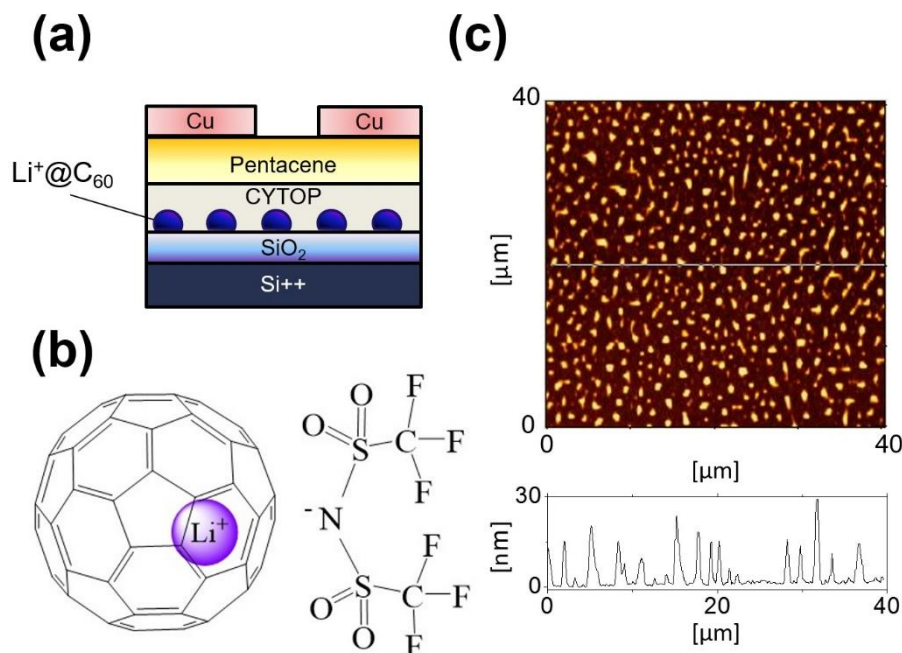 (a)
Cu Cu
Pentacene
Li⁺@C₆₀
CYTOP
SiO₂
Si++
(b)
Li⁺
O O F
O S C F
F
⁻N
F
O S C F
O F
(c)
40
[µm]
0
0 40
[µm]
30
[nm]
0
0 20 40
[µm]